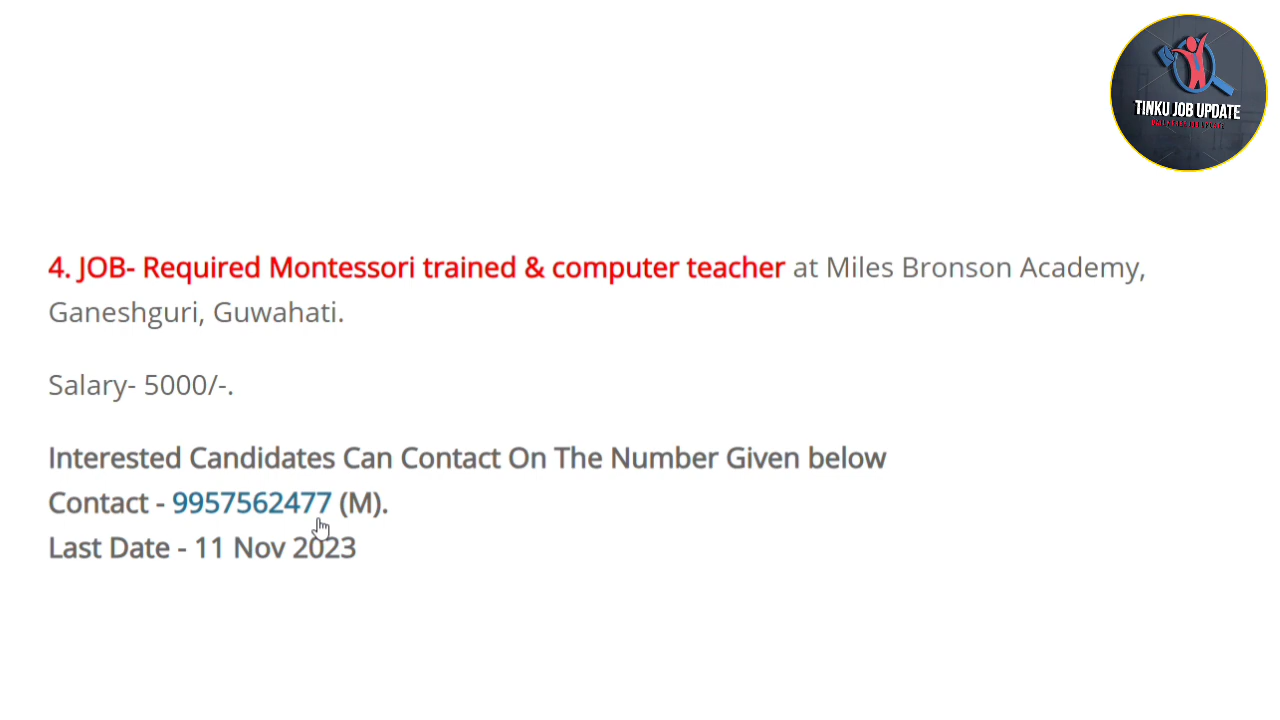 TINKU JOB UPDATE
4. JOB- Required Montessori trained & computer teacher at Miles Bronson Academy,
Ganeshguri, Guwahati.
Salary- 5000/-.
Interested Candidates Can Contact On The Number Given below
Contact - 9957562477 (M).
Last Date - 11 Nov 2023